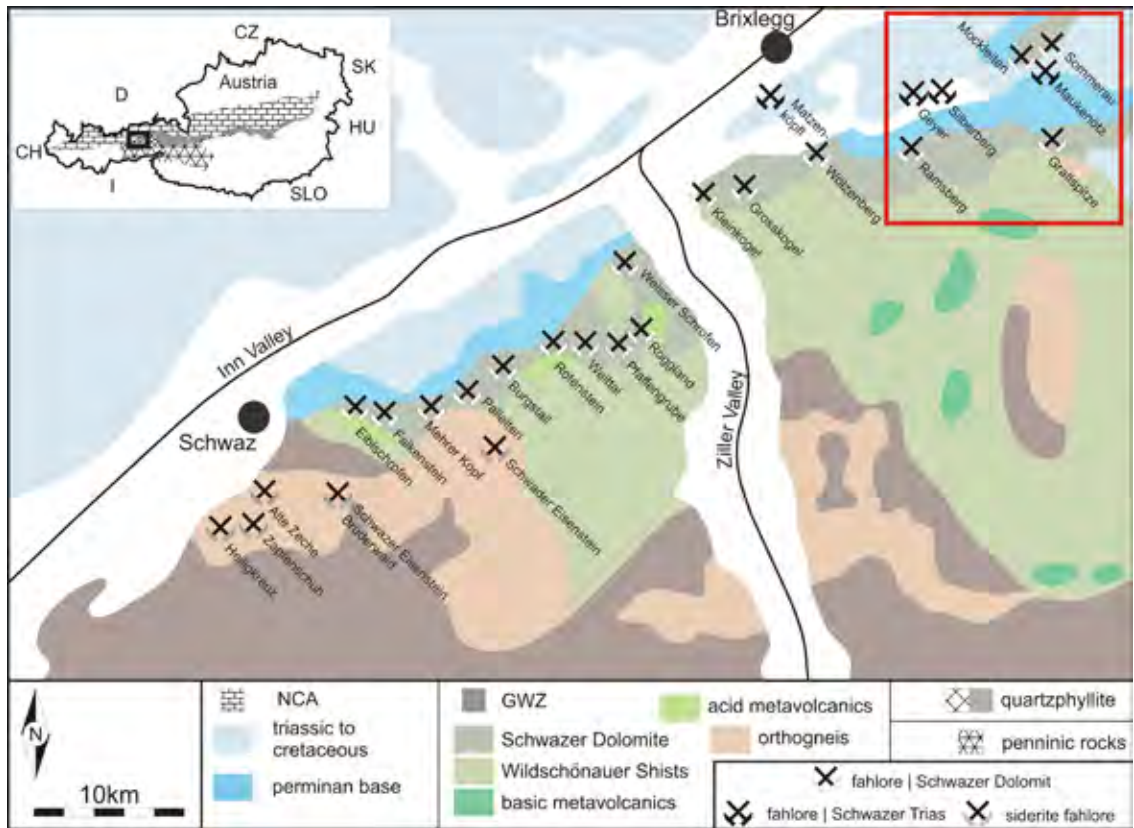 CZ
SK
Austria
D
HU
CH
I
SLO
Brixlegg
Mockleiten
Sommerau
Maukenötz
Matzen-
köpfl
Geyer
Silberberg
Gratlspitze
Ramsberg
Wolzenberg
Grosskogel
Kleinkogel
Weisser Schrofen
Roggland
Pfaffengrube
Weittal
Rotenstein
Burgstall
Palleiten
Mehrer Kopf
Falkenstein
Eiblschrofen
Schwader Eisenstein
Inn Valley
Ziller Valley
Schwaz
Alte Zeche
Zapfenschuh
Heiligkreuz
Schwazer Eisenstein
Bruderwald
N
10km
NCA
triassic to
cretaceous
perminan base
GWZ
Schwazer Dolomite
Wildschönauer Shists
basic metavolcanics
acid metavolcanics
orthogneis
quartzphyllite
penninic rocks
fahlore | Schwazer Dolomit
fahlore | Schwazer Trias
siderite fahlore